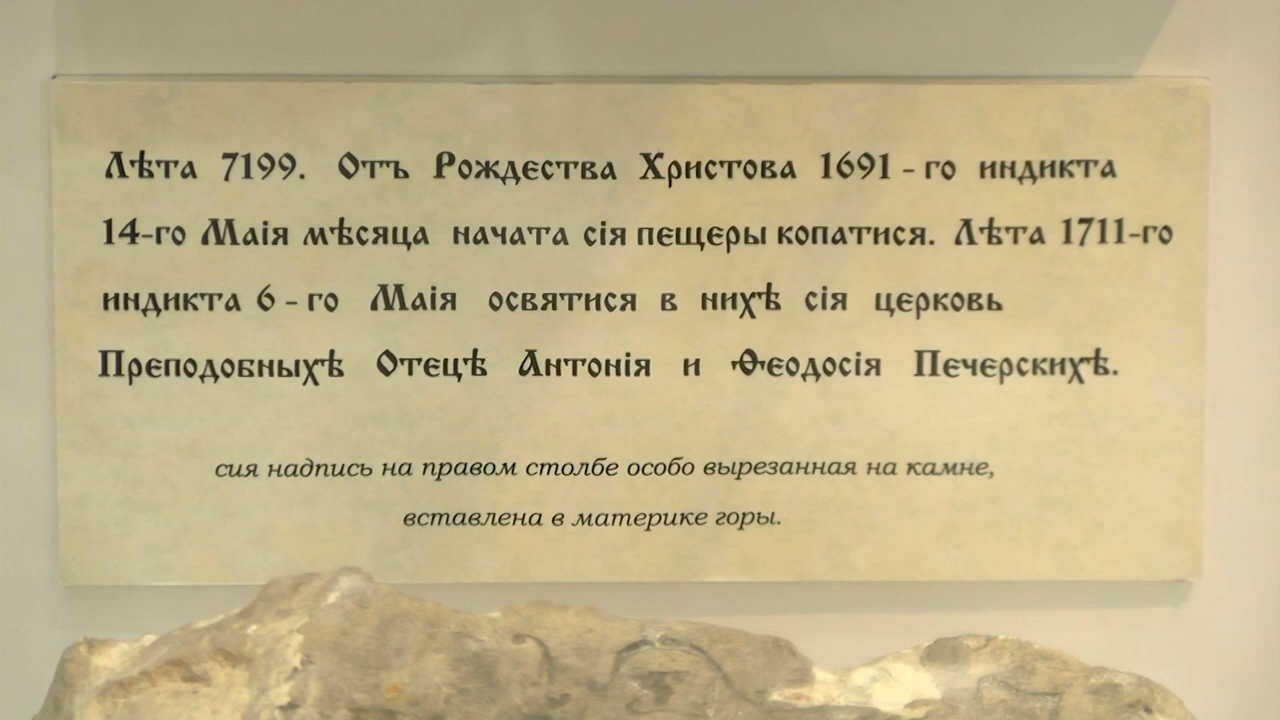 Лѣта 7199. Отъ Рождества Христова 1691 - го индикта
14-го Маія мѣсяца начата сія пещеры копатися. Лѣта 1711-го
индикта 6 - го Маія освятися в нихѣ сія церковь
Преподобныхѣ Отецѣ Антонія и Ѳеодосія Печерскихѣ.
сия надпись на правом столбе особо вырезанная на камне,
вставлена в материке горы.